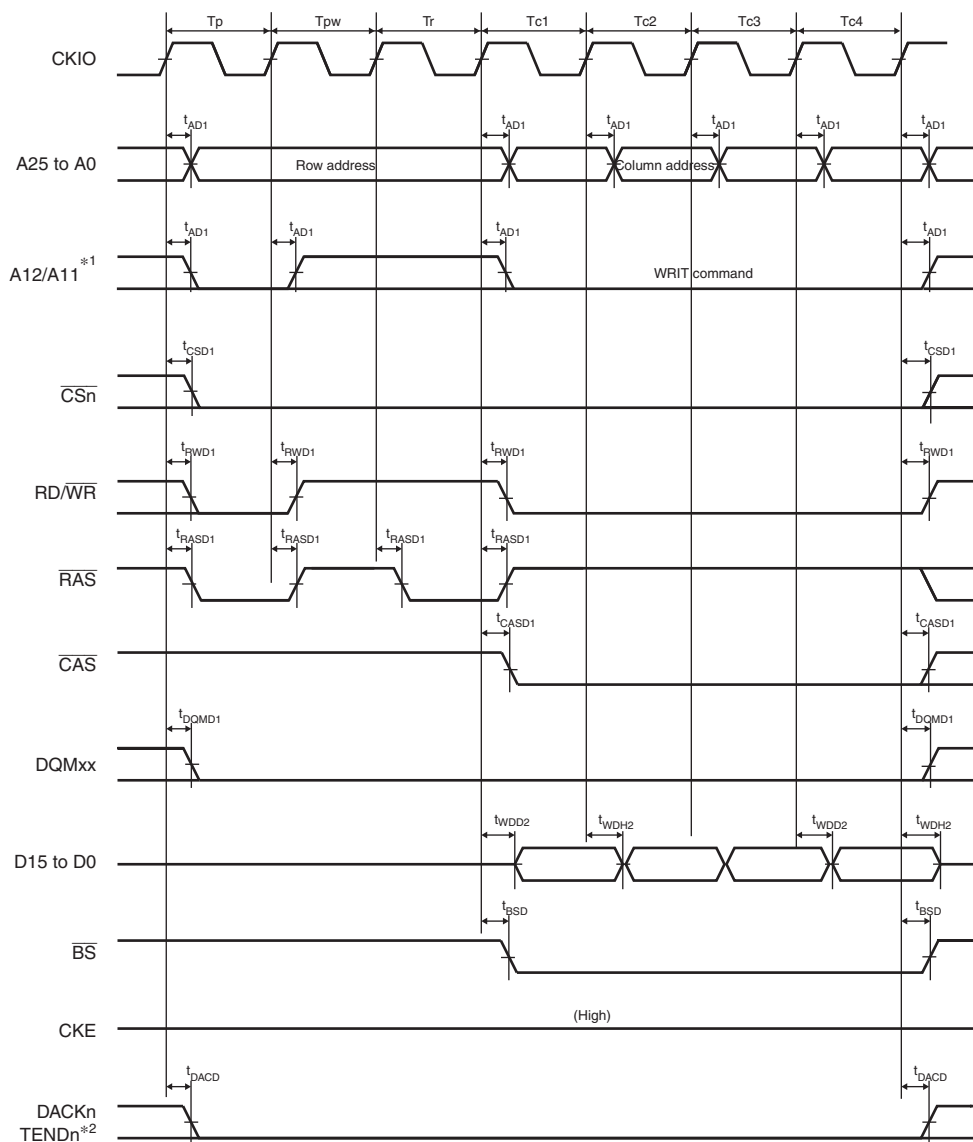 Tp Tpw Tr Tc1 Tc2 Tc3 Tc4
CKIO
tAD1 tAD1 tAD1 tAD1 tAD1 tAD1
A25 to A0 Row address Column address
tAD1 tAD1 tAD1 tAD1
A12/A11*1 WRIT command
tCSD1 tCSD1
CSn
tRWD1 tRWD1 tRWD1 tRWD1
RD/WR
tRASD1 tRASD1 tRASD1 tRASD1
RAS
tCASD1 tCASD1
CAS
tDQMD1 tDQMD1
DQMxx
tWDD2 tWDH2 tWDD2 tWDH2
D15 to D0
tBSD tBSD
BS
(High)
CKE
tDACD tDACD
DACKn
TENDn*2